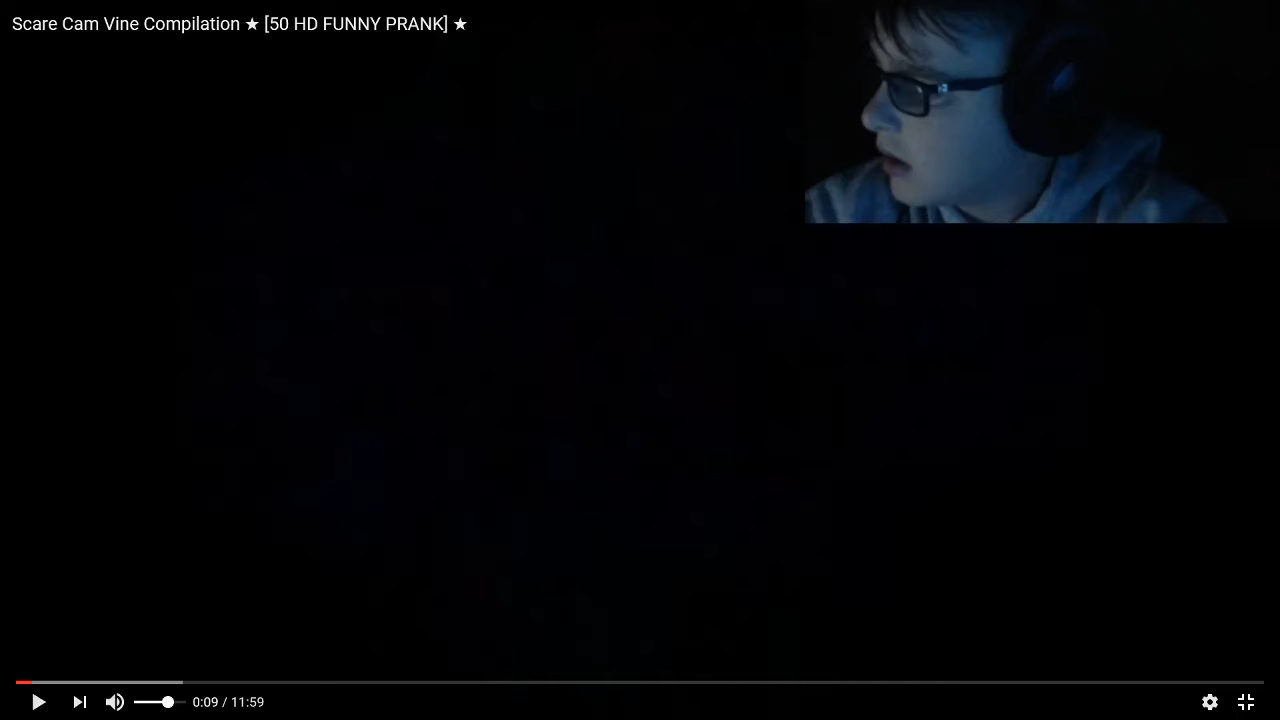 Scare Cam Vine Compilation ★ [50 HD FUNNY PRANK] ★
0:09 / 11:59